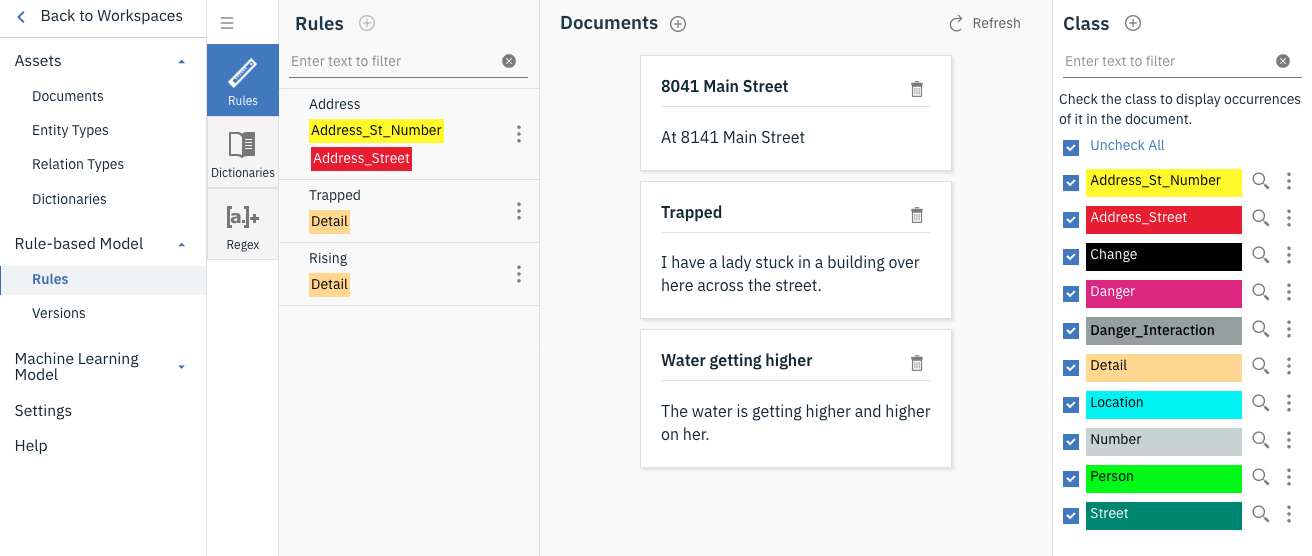 Back to Workspaces
Assets
Documents
Entity Types
Relation Types
Dictionaries
Rule-based Model
Rules
Versions
Machine Learning
Model
Settings
Help
Rules
Dictionaries
[a.]+
Regex
Rules
Enter text to filter
Address
Address_St_Number
Address_Street
Trapped
Detail
Rising
Detail
Documents
Refresh
8041 Main Street
At 8141 Main Street
Trapped
I have a lady stuck in a building over
here across the street.
Water getting higher
The water is getting higher and higher
on her.
Class
Enter text to filter
Check the class to display occurrences
of it in the document.
Uncheck All
Address_St_Number
Address_Street
Change
Danger
Danger_Interaction
Detail
Location
Number
Person
Street